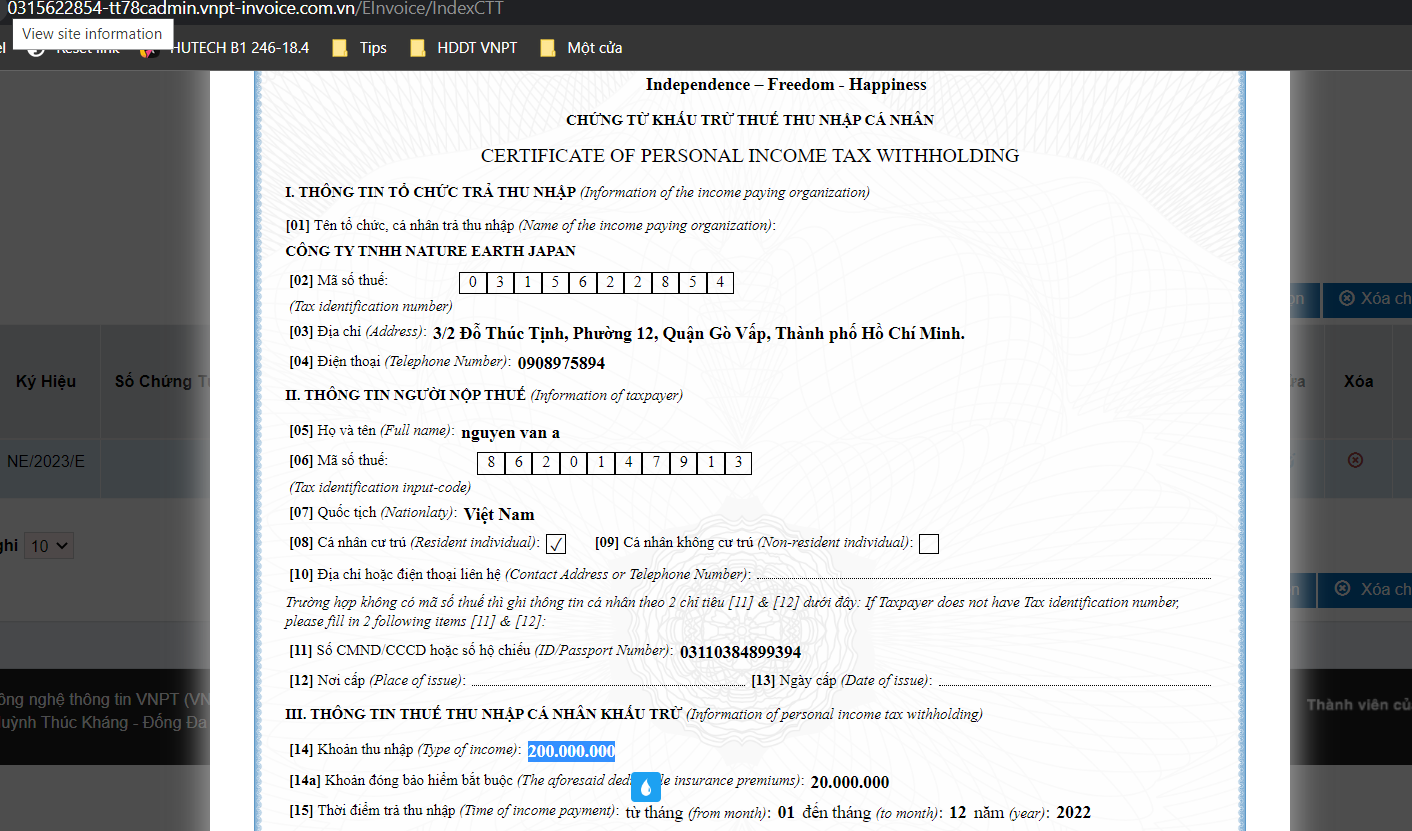 0315622854-tt78cadmin.vnpt-invoice.com.vn/EInvoice/IndexCTT
View site information
HUTECH B1 246-18.4 Tips HDDT VNPT Một cửa
Independence – Freedom - Happiness
CHỨNG TỪ KHẤU TRỪ THUẾ THU NHẬP CÁ NHÂN
CERTIFICATE OF PERSONAL INCOME TAX WITHHOLDING
I. THÔNG TIN TỔ CHỨC TRẢ THU NHẬP (Information of the income paying organization)
[01] Tên tổ chức, cá nhân trả thu nhập (Name of the income paying organization):
CÔNG TY TNHH NATURE EARTH JAPAN
[02] Mã số thuế: 0 3 1 5 6 2 2 8 5 4
(Tax identification number)
[03] Địa chỉ (Address): 3/2 Đỗ Thúc Tịnh, Phường 12, Quận Gò Vấp, Thành phố Hồ Chí Minh.
[04] Điện thoại (Telephone Number): 0908975894
II. THÔNG TIN NGƯỜI NỘP THUẾ (Information of taxpayer)
[05] Họ và tên (Full name): nguyen van a
[06] Mã số thuế: 8 6 2 0 1 4 7 9 1 3
(Tax identification input-code)
[07] Quốc tịch (Nationlaty): Việt Nam
[08] Cá nhân cư trú (Resident individual): [09] Cá nhân không cư trú (Non-resident individual):
[10] Địa chỉ hoặc điện thoại liên hệ (Contact Address or Telephone Number):
Trường hợp không có mã số thuế thì ghi thông tin cá nhân theo 2 chỉ tiêu [11] & [12] dưới đây: If Taxpayer does not have Tax identification number,
please fill in 2 following items [11] & [12]:
[11] Số CMND/CCCD hoặc số hộ chiếu (ID/Passport Number): 03110384899394
[12] Nơi cấp (Place of issue): [13] Ngày cấp (Date of issue):
III. THÔNG TIN THUẾ THU NHẬP CÁ NHÂN KHẤU TRỪ (Information of personal income tax withholding)
[14] Khoản thu nhập (Type of income): 200.000.000
[14a] Khoản đóng bảo hiểm bắt buộc (The aforesaid insurance premiums): 20.000.000
[15] Thời điểm trả thu nhập (Time of income payment): từ tháng (from month): 01 đến tháng (to month): 12 năm (year): 2022
Ký Hiệu Số Chứng
NE/2023/E
10
Xóa
Xóa
Xóa
ông nghệ thông tin VNPT
Thúc Kháng - Đống Đa
Thành viên